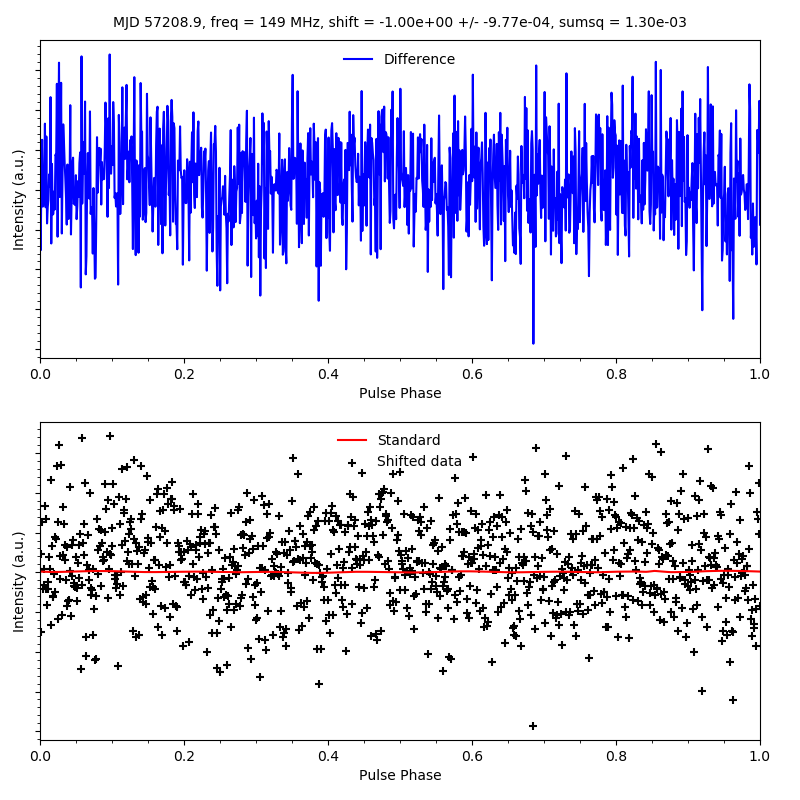 MJD 57208.9, freq = 149 MHz, shift = -1.00e+00 +/- -9.77e-04, sumsq = 1.30e-03
Difference
Intensity (a.u.)
0.0 0.2 0.4 0.6 0.8 1.0
Pulse Phase
Standard
Shifted data
Intensity (a.u.)
0.0 0.2 0.4 0.6 0.8 1.0
Pulse Phase